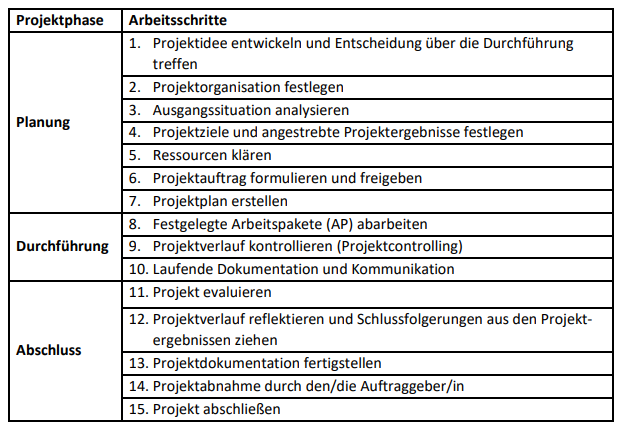 Projektphase Arbeitsschritte
1. Projektidee entwickeln und Entscheidung über die Durchführung
treffen
2. Projektorganisation festlegen
3. Ausgangssituation analysieren
Planung
4. Projektziele und angestrebte Projektergebnisse festlegen
5. Ressourcen klären
6. Projektauftrag formulieren und freigeben
7. Projektplan erstellen
8. Festgelegte Arbeitspakete (AP) abarbeiten
Durchführung
9. Projektverlauf kontrollieren (Projektcontrolling)
10. Laufende Dokumentation und Kommunikation
11. Projekt evaluieren
12. Projektverlauf reflektieren und Schlussfolgerungen aus den Projekt-
ergebnissen ziehen
Abschluss
13. Projektdokumentation fertigstellen
14. Projektabnahme durch den/die Auftraggeber/in
15. Projekt abschließen